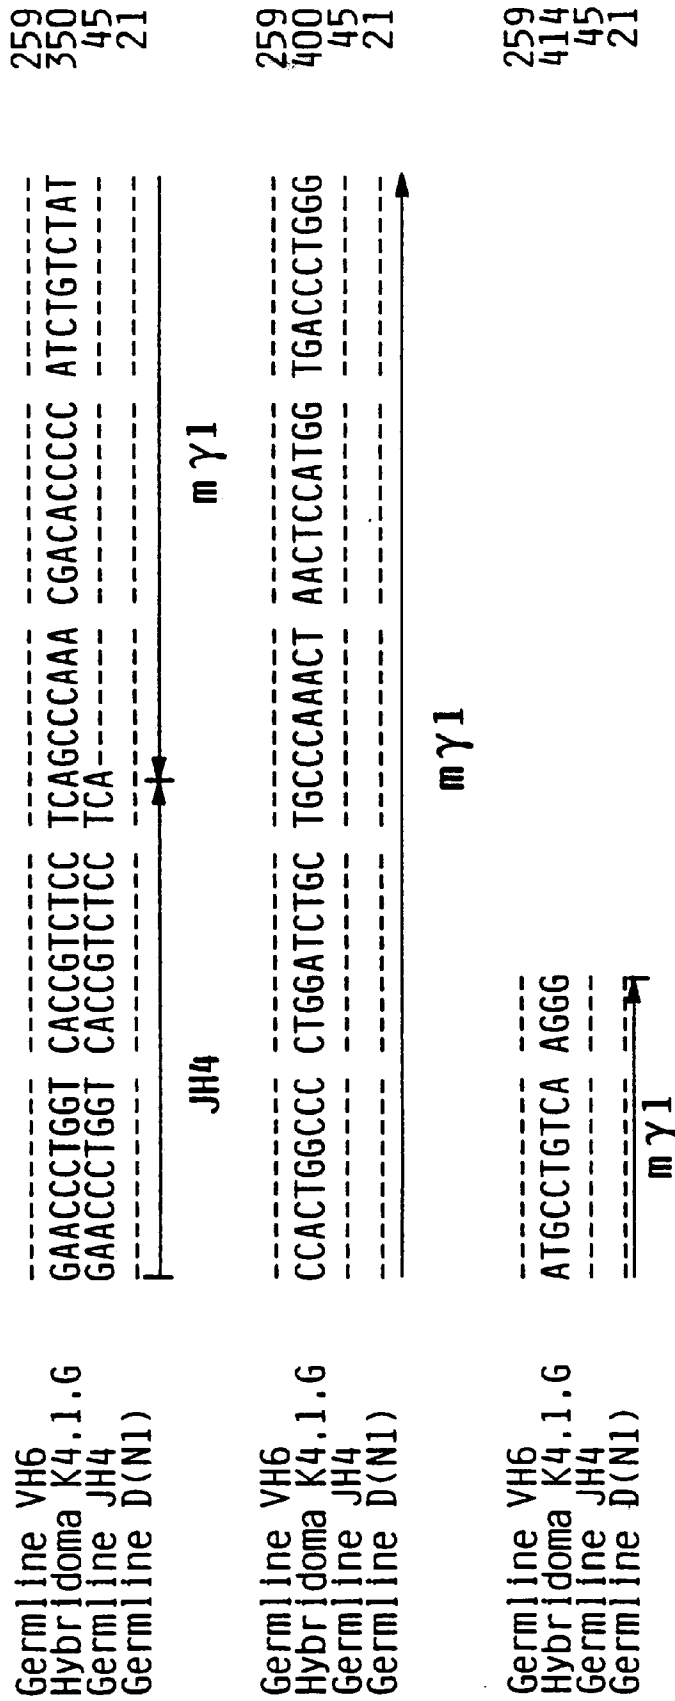 Germline VH6 ---------- ---------- ---------- ---------- ---------- 259
Hybridoma K4.1.G GAACCCTGGT CACCGTCTCC TCAGCCCAAA CGACACCCCC ATCTGTCTAT 350
Germline JH4 GAACCCTGGT CACCGTCTCC TCA------- ---------- ---------- 45
Germline D(N1) ---------- ---------- ---------- ---------- ---------- 21
JH4 mγ1
Germline VH6 ---------- ---------- ---------- ---------- ---------- 259
Hybridoma K4.1.G CCACTGGCCC CTGGATCTGC TGCCCAAACT AACTCCATGG TGACCCTGGG 400
Germline JH4 ---------- ---------- ---------- ---------- ---------- 45
Germline D(N1) ---------- ---------- ---------- ---------- ---------- 21
mγ1
Germline VH6 ---------- ---- 259
Hybridoma K4.1.G ATGCCTGTCA AGGG 414
Germline JH4 ---------- ---- 45
Germline D(N1) ---------- ---- 21
mγ1